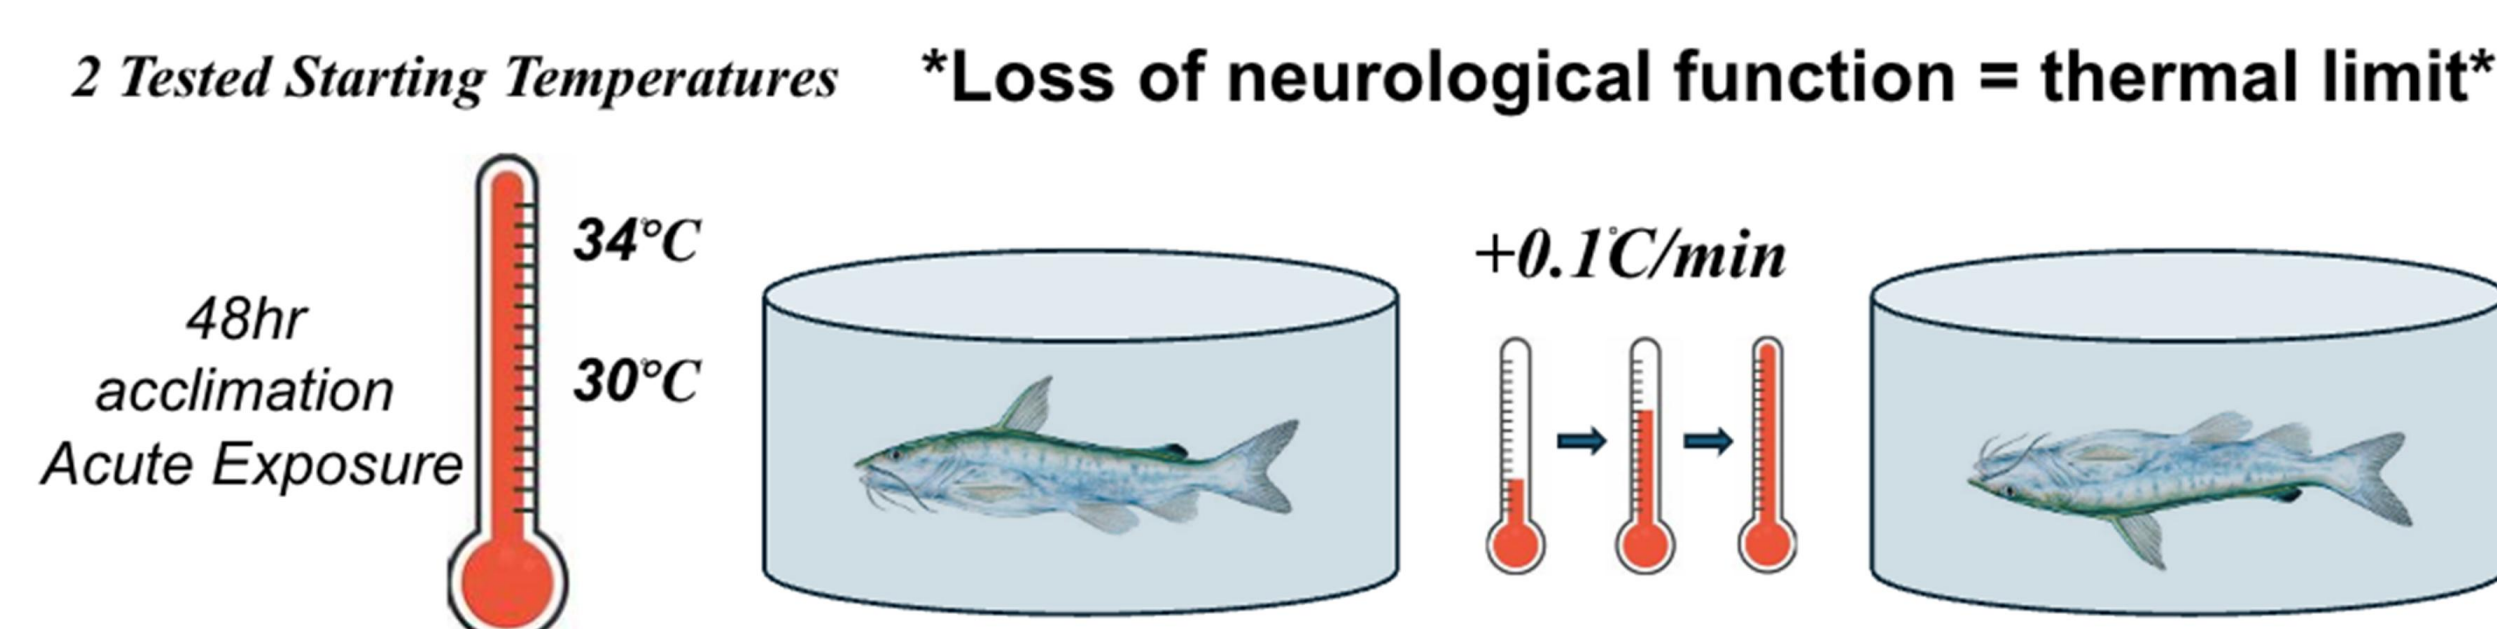 2 Tested Starting Temperatures
*Loss of neurological function = thermal limit*
34°C
30°C
48hr
acclimation
Acute Exposure
+0.1°C/min